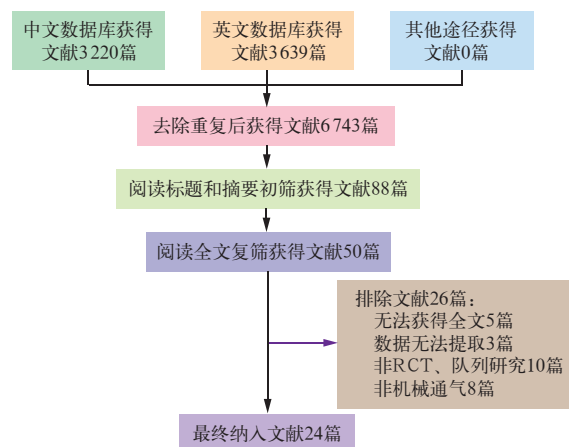 中文数据库获得
文献3 220篇
英文数据库获得
文献3 639篇
其他途径获得
文献0篇
去除重复后获得文献6 743篇
阅读标题和摘要初筛获得文献88篇
阅读全文复筛获得文献50篇
排除文献26篇：
无法获得全文5篇
数据无法提取3篇
非RCT、队列研究10篇
非机械通气8篇
最终纳入文献24篇